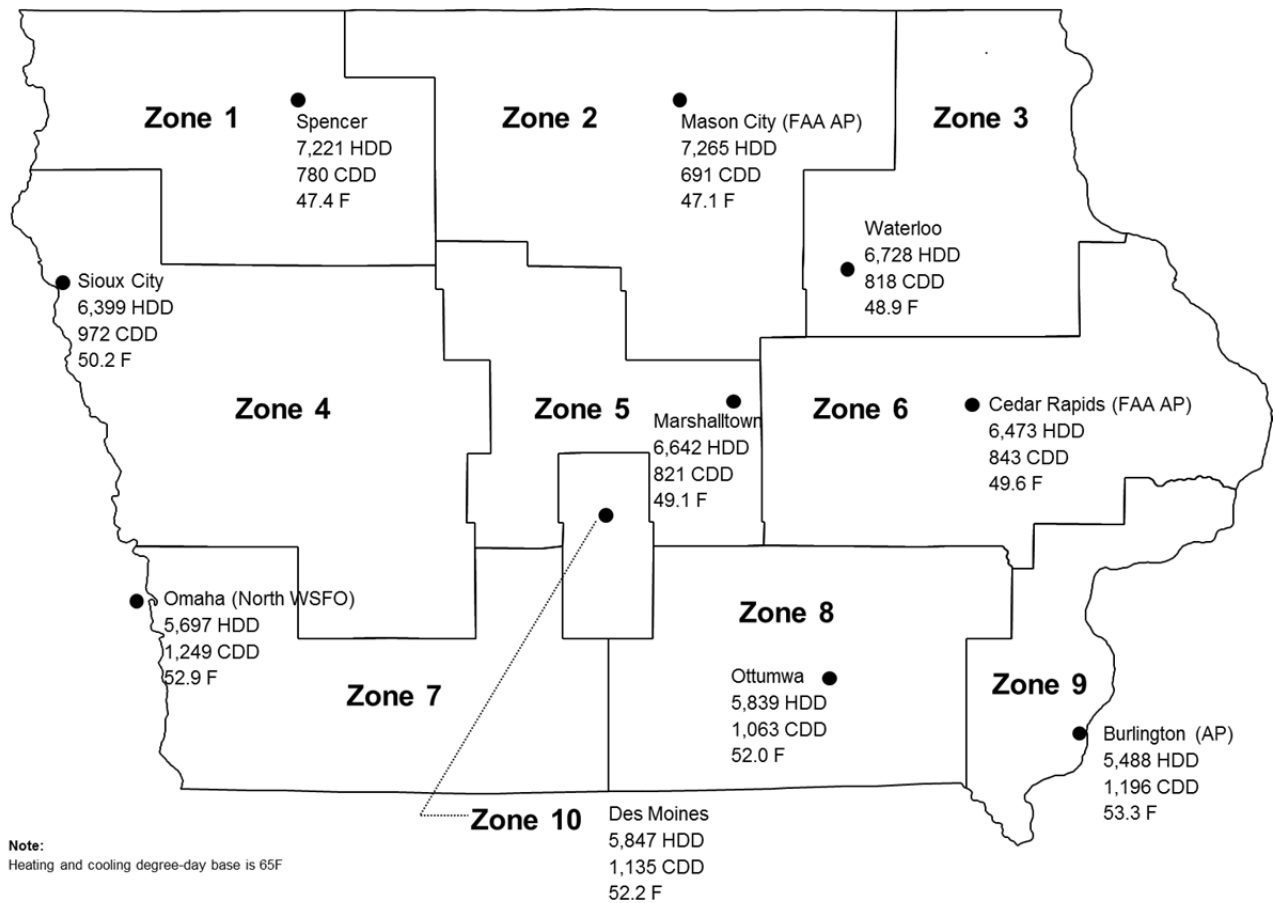 Zone 1
Spencer
7,221 HDD
780 CDD
47.4 F
Zone 2
Mason City (FAA AP)
7,265 HDD
691 CDD
47.1 F
Zone 3
Waterloo
6,728 HDD
818 CDD
48.9 F
Sioux City
6,399 HDD
972 CDD
50.2 F
Zone 4
Zone 5
Marshalltown
6,642 HDD
821 CDD
49.1 F
Zone 6
Cedar Rapids (FAA AP)
6,473 HDD
843 CDD
49.6 F
Omaha (North WSFO)
5,697 HDD
1,249 CDD
52.9 F
Zone 7
Zone 8
Ottumwa
5,839 HDD
1,063 CDD
52.0 F
Zone 9
Burlington (AP)
5,488 HDD
1,196 CDD
53.3 F
Zone 10
Des Moines
5,847 HDD
1,135 CDD
52.2 F
Note:
Heating and cooling degree-day base is 65F